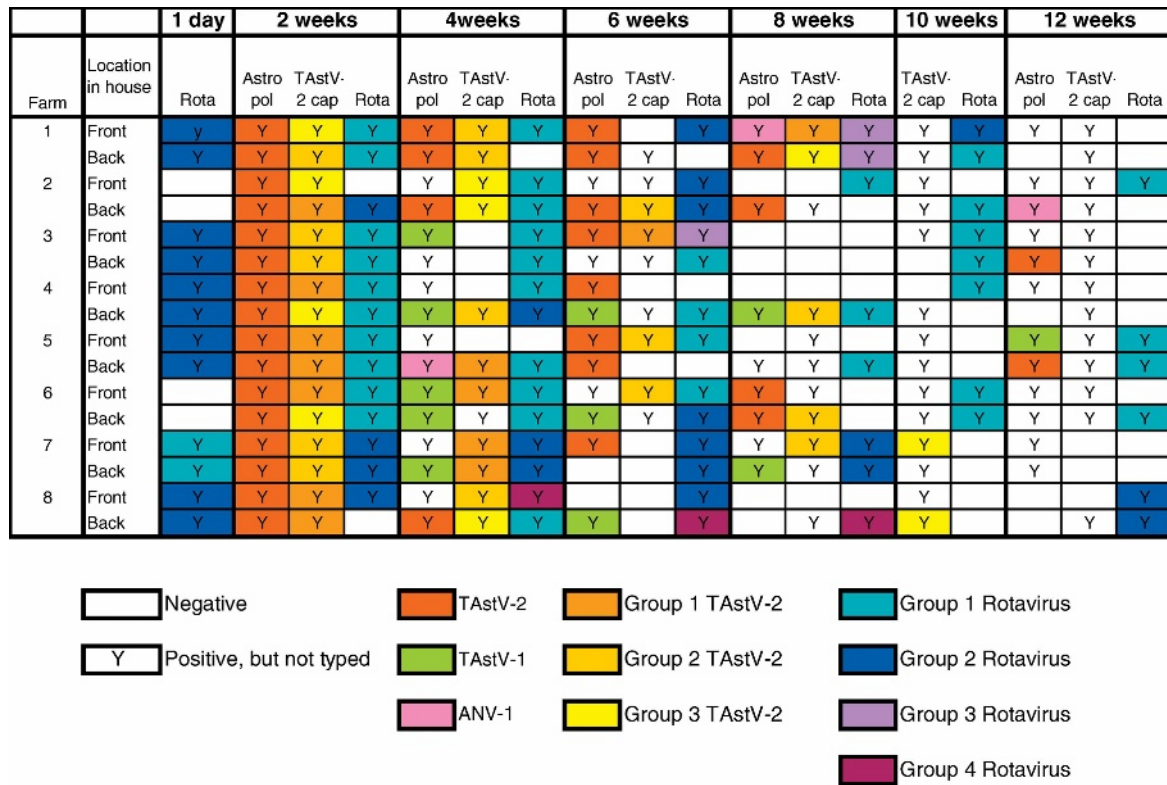 1 day 2 weeks 4weeks 6 weeks 8 weeks 10 weeks 12 weeks
Location
in house
Astro TAstV- Astro TAstV- Astro TAstV- Astro TAstV- TAstV- Astro TAstV-
Farm Rota pol 2 cap Rota pol 2 cap Rota pol 2 cap Rota pol 2 cap Rota 2 cap Rota pol 2 cap Rota
1 Front y Y Y Y Y Y Y Y Y Y Y Y Y Y Y Y
Back Y Y Y Y Y Y Y Y Y Y Y Y Y Y
2 Front Y Y Y Y Y Y Y Y Y Y Y Y Y
Back Y Y Y Y Y Y Y Y Y Y Y Y Y Y Y
3 Front Y Y Y Y Y Y Y Y Y Y Y Y Y
Back Y Y Y Y Y Y Y Y Y Y Y Y
4 Front Y Y Y Y Y Y Y Y Y Y
Back Y Y Y Y Y Y Y Y Y Y Y Y Y Y Y
5 Front Y Y Y Y Y Y Y Y Y Y Y Y Y
Back Y Y Y Y Y Y Y Y Y Y Y Y Y Y Y
6 Front Y Y Y Y Y Y Y Y Y Y Y Y Y Y Y
Back Y Y Y Y Y Y Y Y Y Y Y Y Y Y Y Y
7 Front Y Y Y Y Y Y Y Y Y Y Y Y Y Y
Back Y Y Y Y Y Y Y Y Y Y Y Y Y
8 Front Y Y Y Y Y Y Y Y Y Y
Back Y Y Y Y Y Y Y Y Y Y Y Y Y
Negative TAstV-2 Group 1 TAstV-2 Group 1 Rotavirus
Y Positive, but not typed TAstV-1 Group 2 TAstV-2 Group 2 Rotavirus
ANV-1 Group 3 TAstV-2 Group 3 Rotavirus
Group 4 Rotavirus